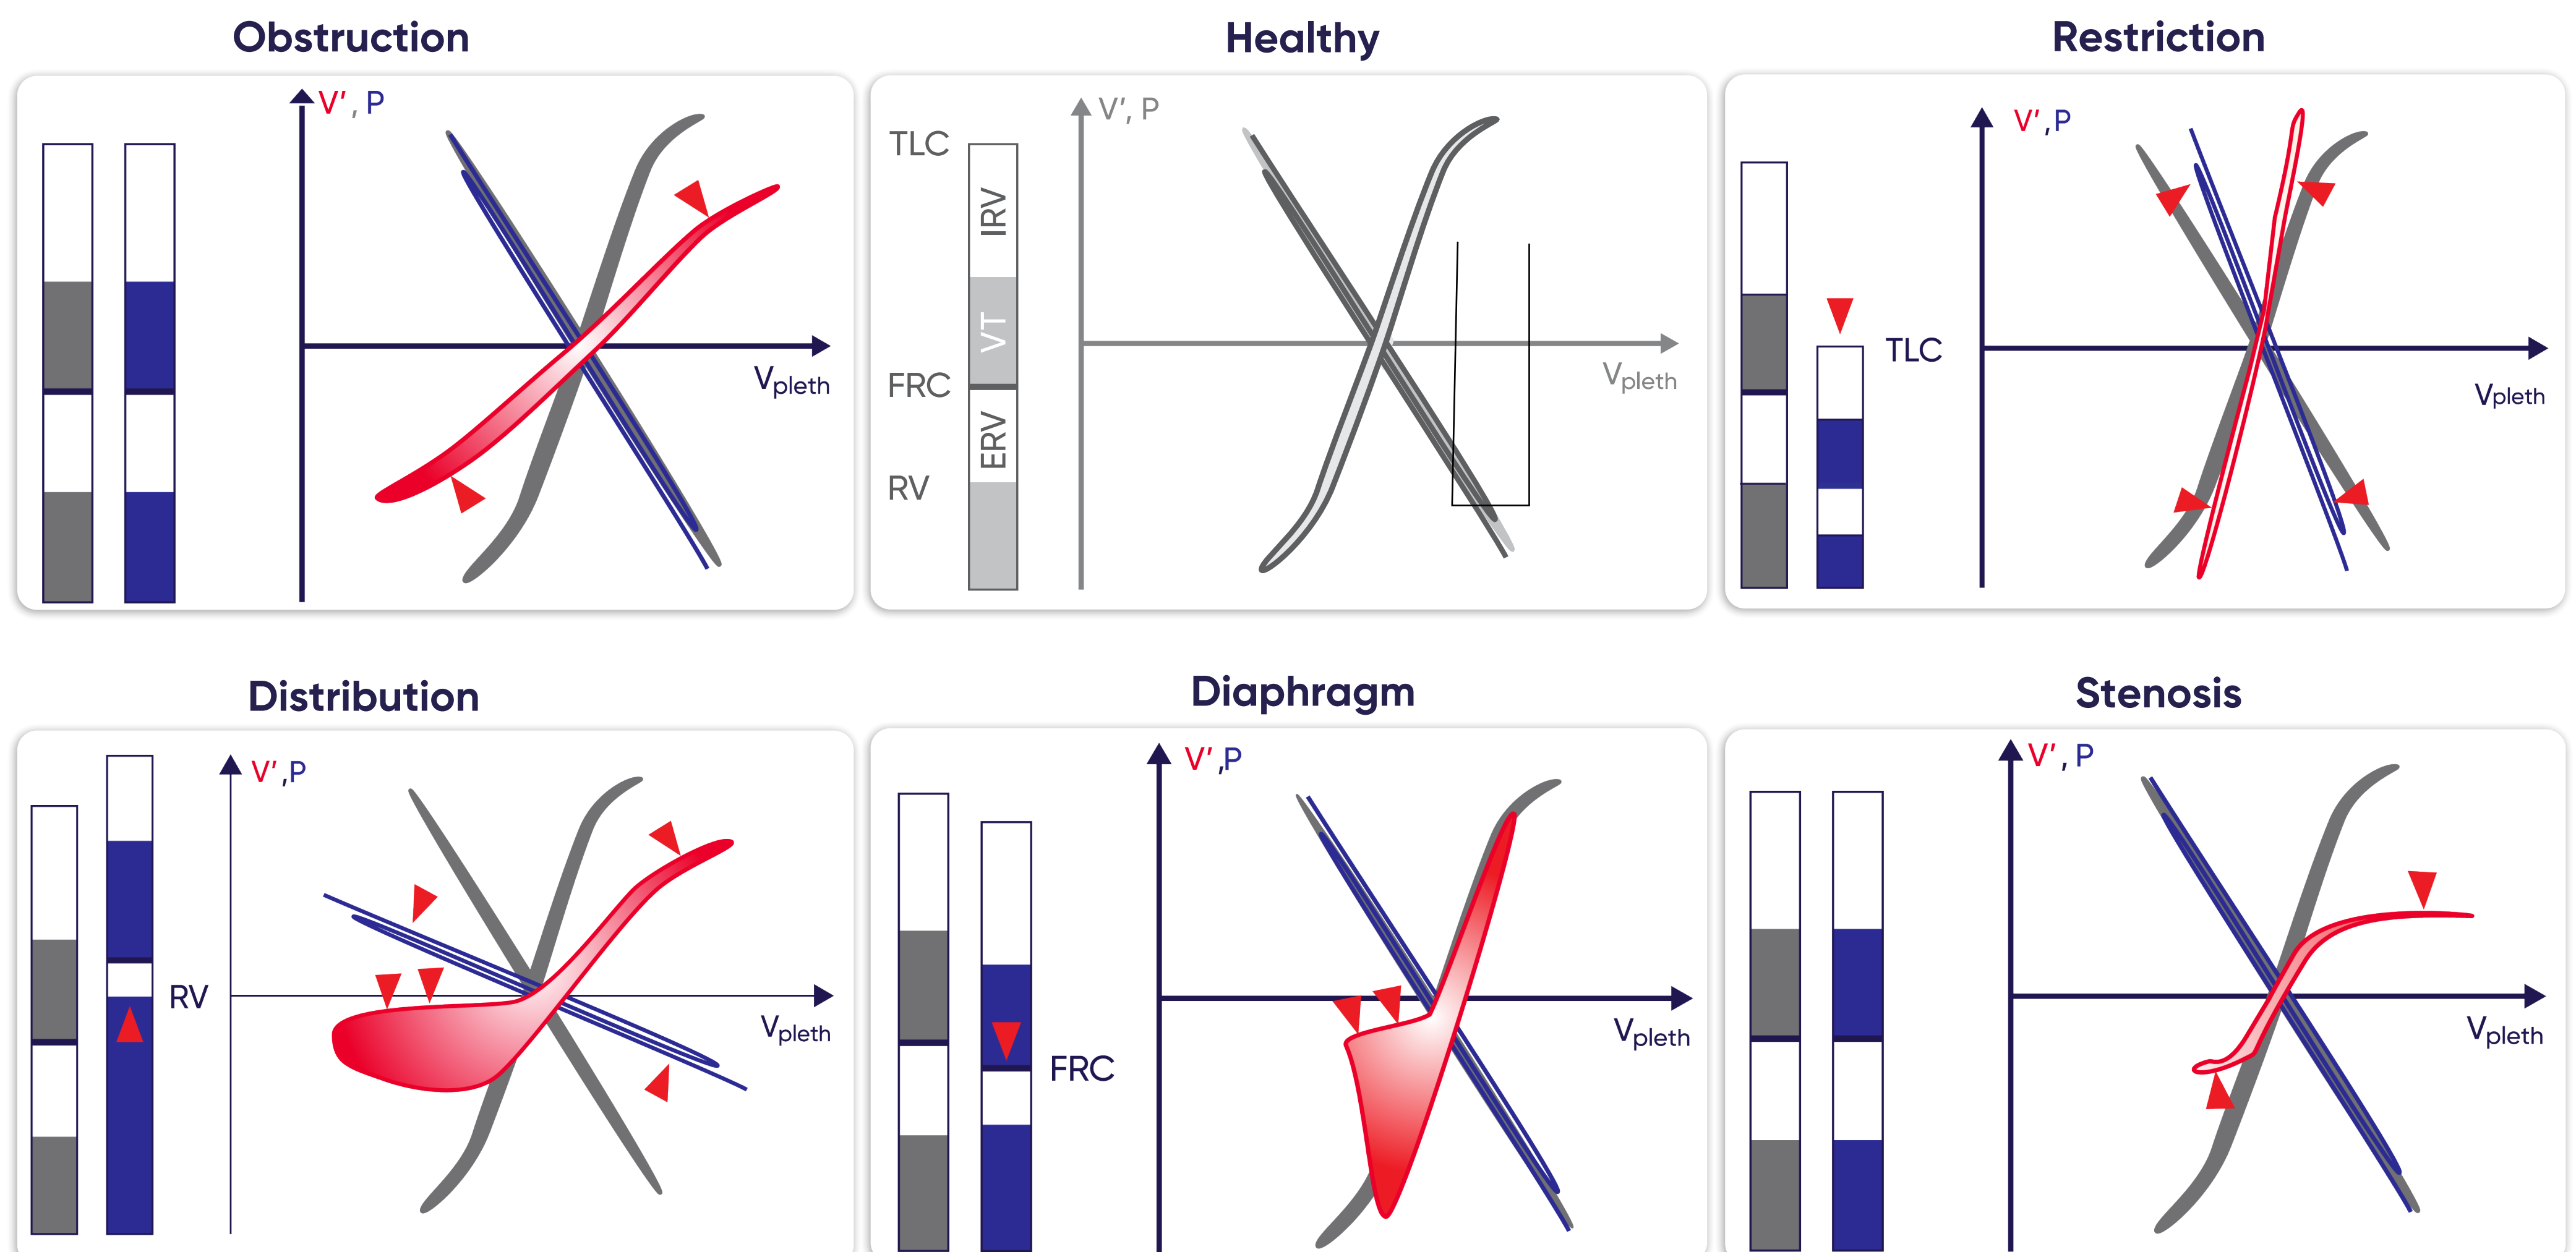 Obstruction
V’, P
Vpleth
Healthy
V’, P
TLC
IRV
VT
FRC
ERV
RV
Vpleth
Restriction
V’,P
TLC
Vpleth
Distribution
V’,P
RV
Vpleth
Diaphragm
V’,P
FRC
Vpleth
Stenosis
V’, P
Vpleth